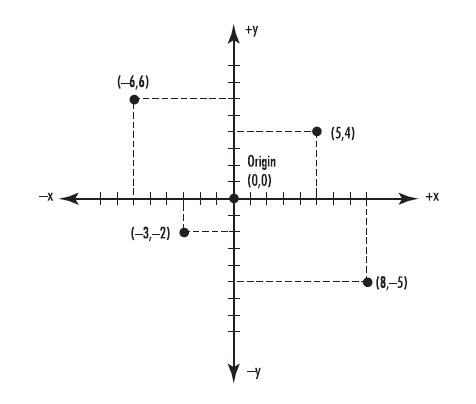 +y
(–6,6)
(5,4)
Origin
(0,0)
–x
+x
(–3,–2)
(8,–5)
–y